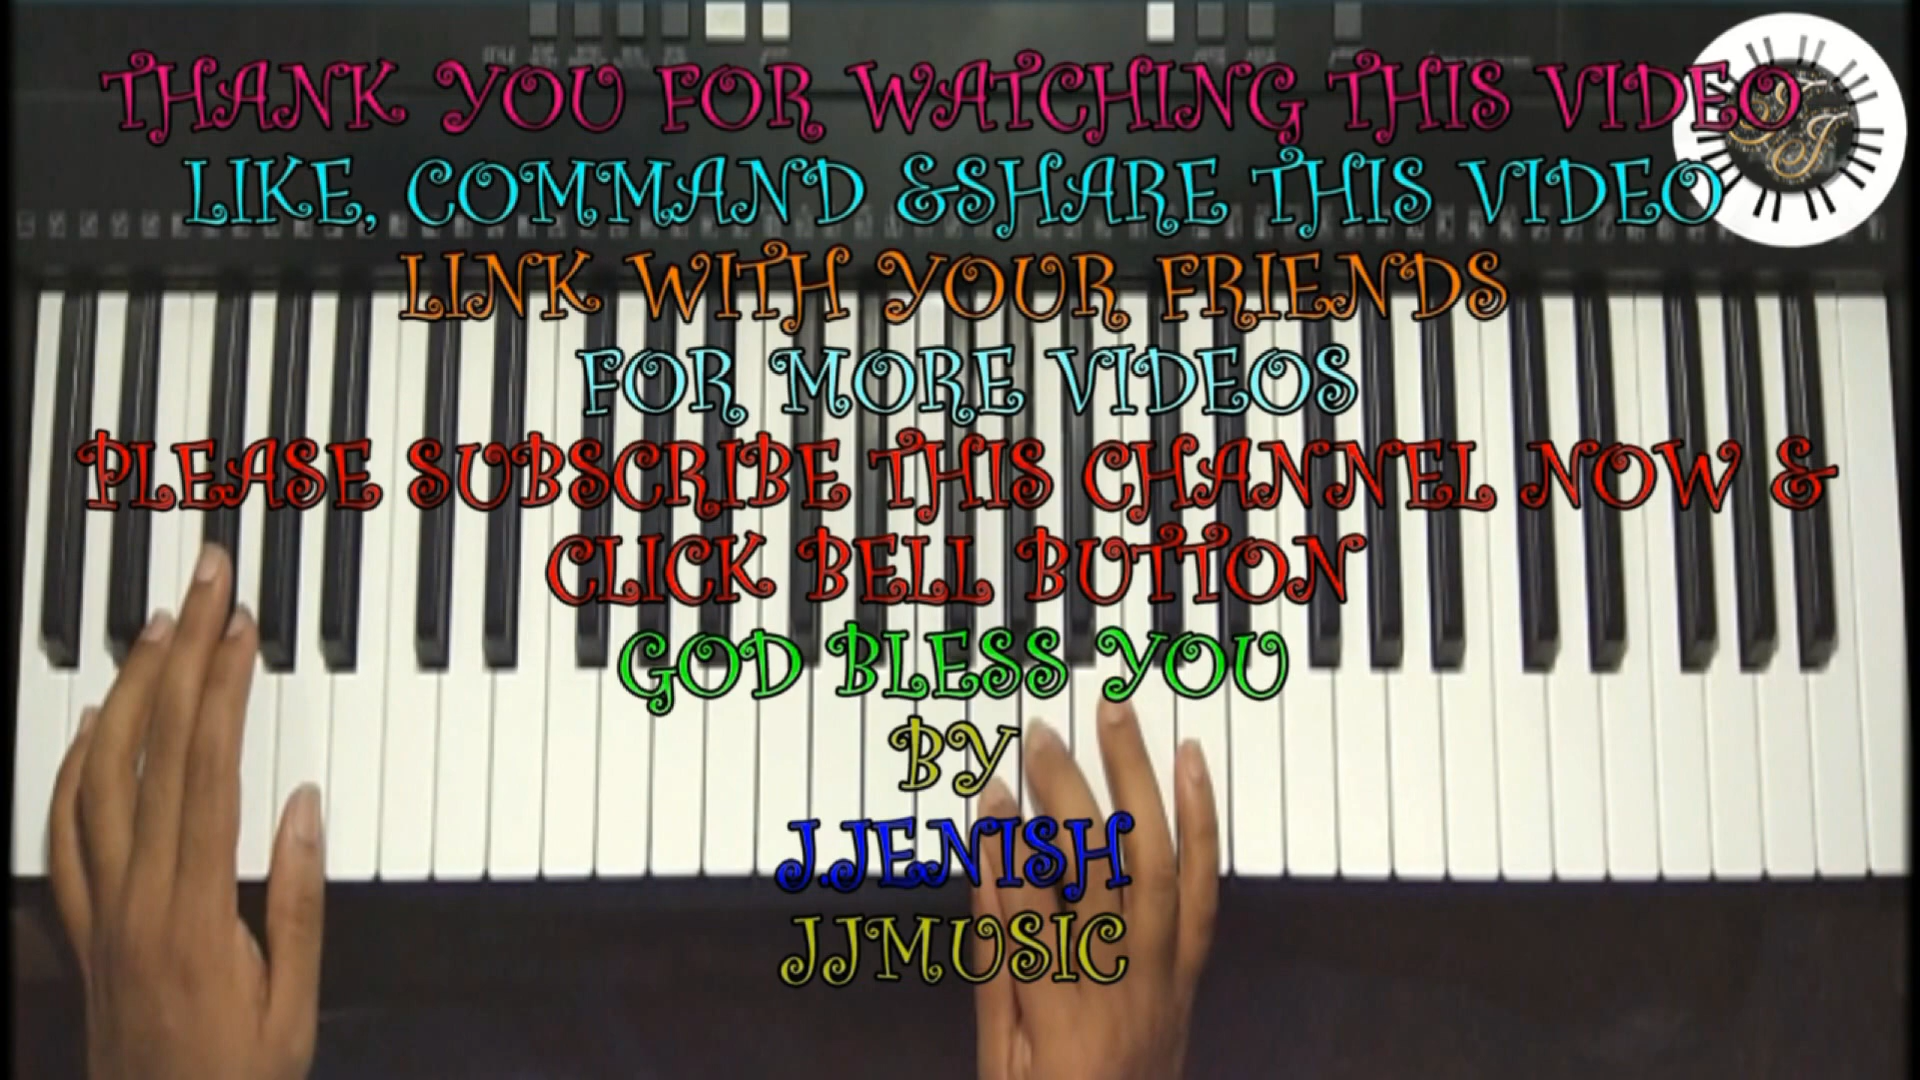 THANK YOU FOR WATCHING THIS VIDEO
LIKE, COMMAND &SHARE THIS VIDEO
LINK WITH YOUR FRIENDS
FOR MORE VIDEOS
PLEASE SUBSCRIBE THIS CHANNEL NOW &
CLICK BELL BUTTON
GOD BLESS YOU
BY
J.JENISH
JJMUSIC